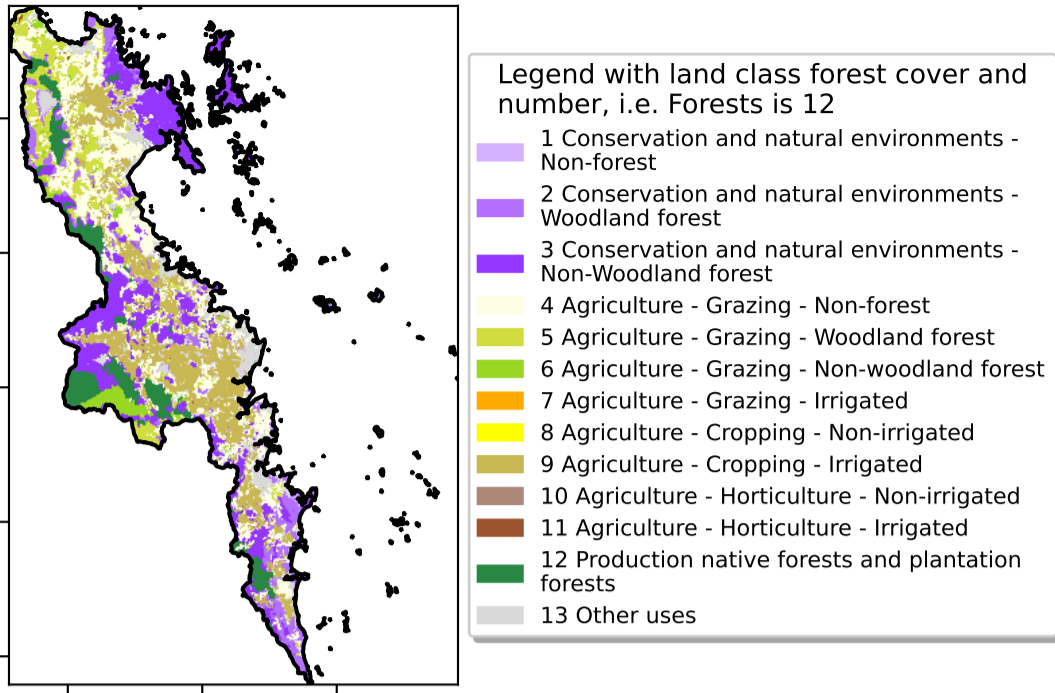 Legend with land class forest cover and
number, i.e. Forests is 12
1 Conservation and natural environments -
Non-forest
2 Conservation and natural environments -
Woodland forest
3 Conservation and natural environments -
Non-Woodland forest
4 Agriculture - Grazing - Non-forest
5 Agriculture - Grazing - Woodland forest
6 Agriculture - Grazing - Non-woodland forest
7 Agriculture - Grazing - Irrigated
8 Agriculture - Cropping - Non-irrigated
9 Agriculture - Cropping - Irrigated
10 Agriculture - Horticulture - Non-irrigated
11 Agriculture - Horticulture - Irrigated
12 Production native forests and plantation
forests
13 Other uses